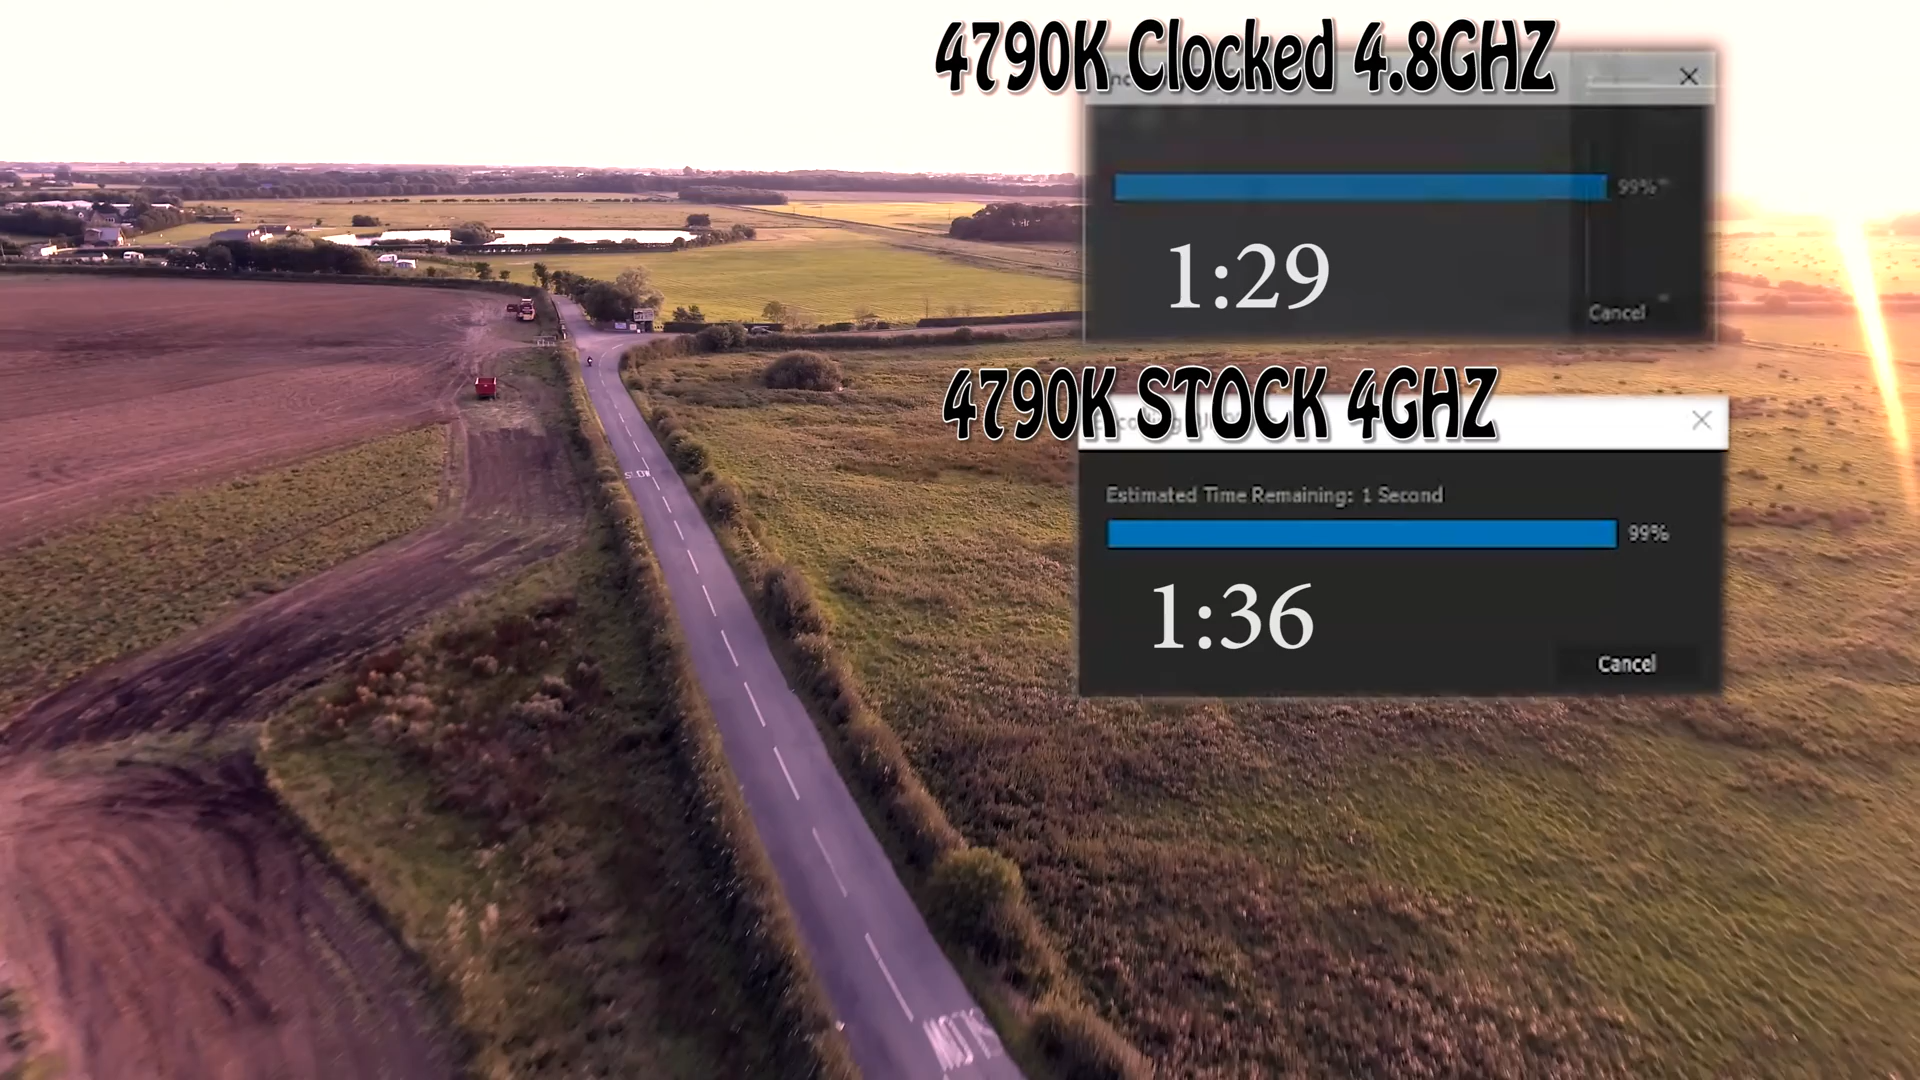 4790K Clocked 4.8GHZ
99%
1:29
Cancel
4790K STOCK 4GHZ
Estimated Time Remaining: 1 Second
99%
1:36
Cancel
SLOW